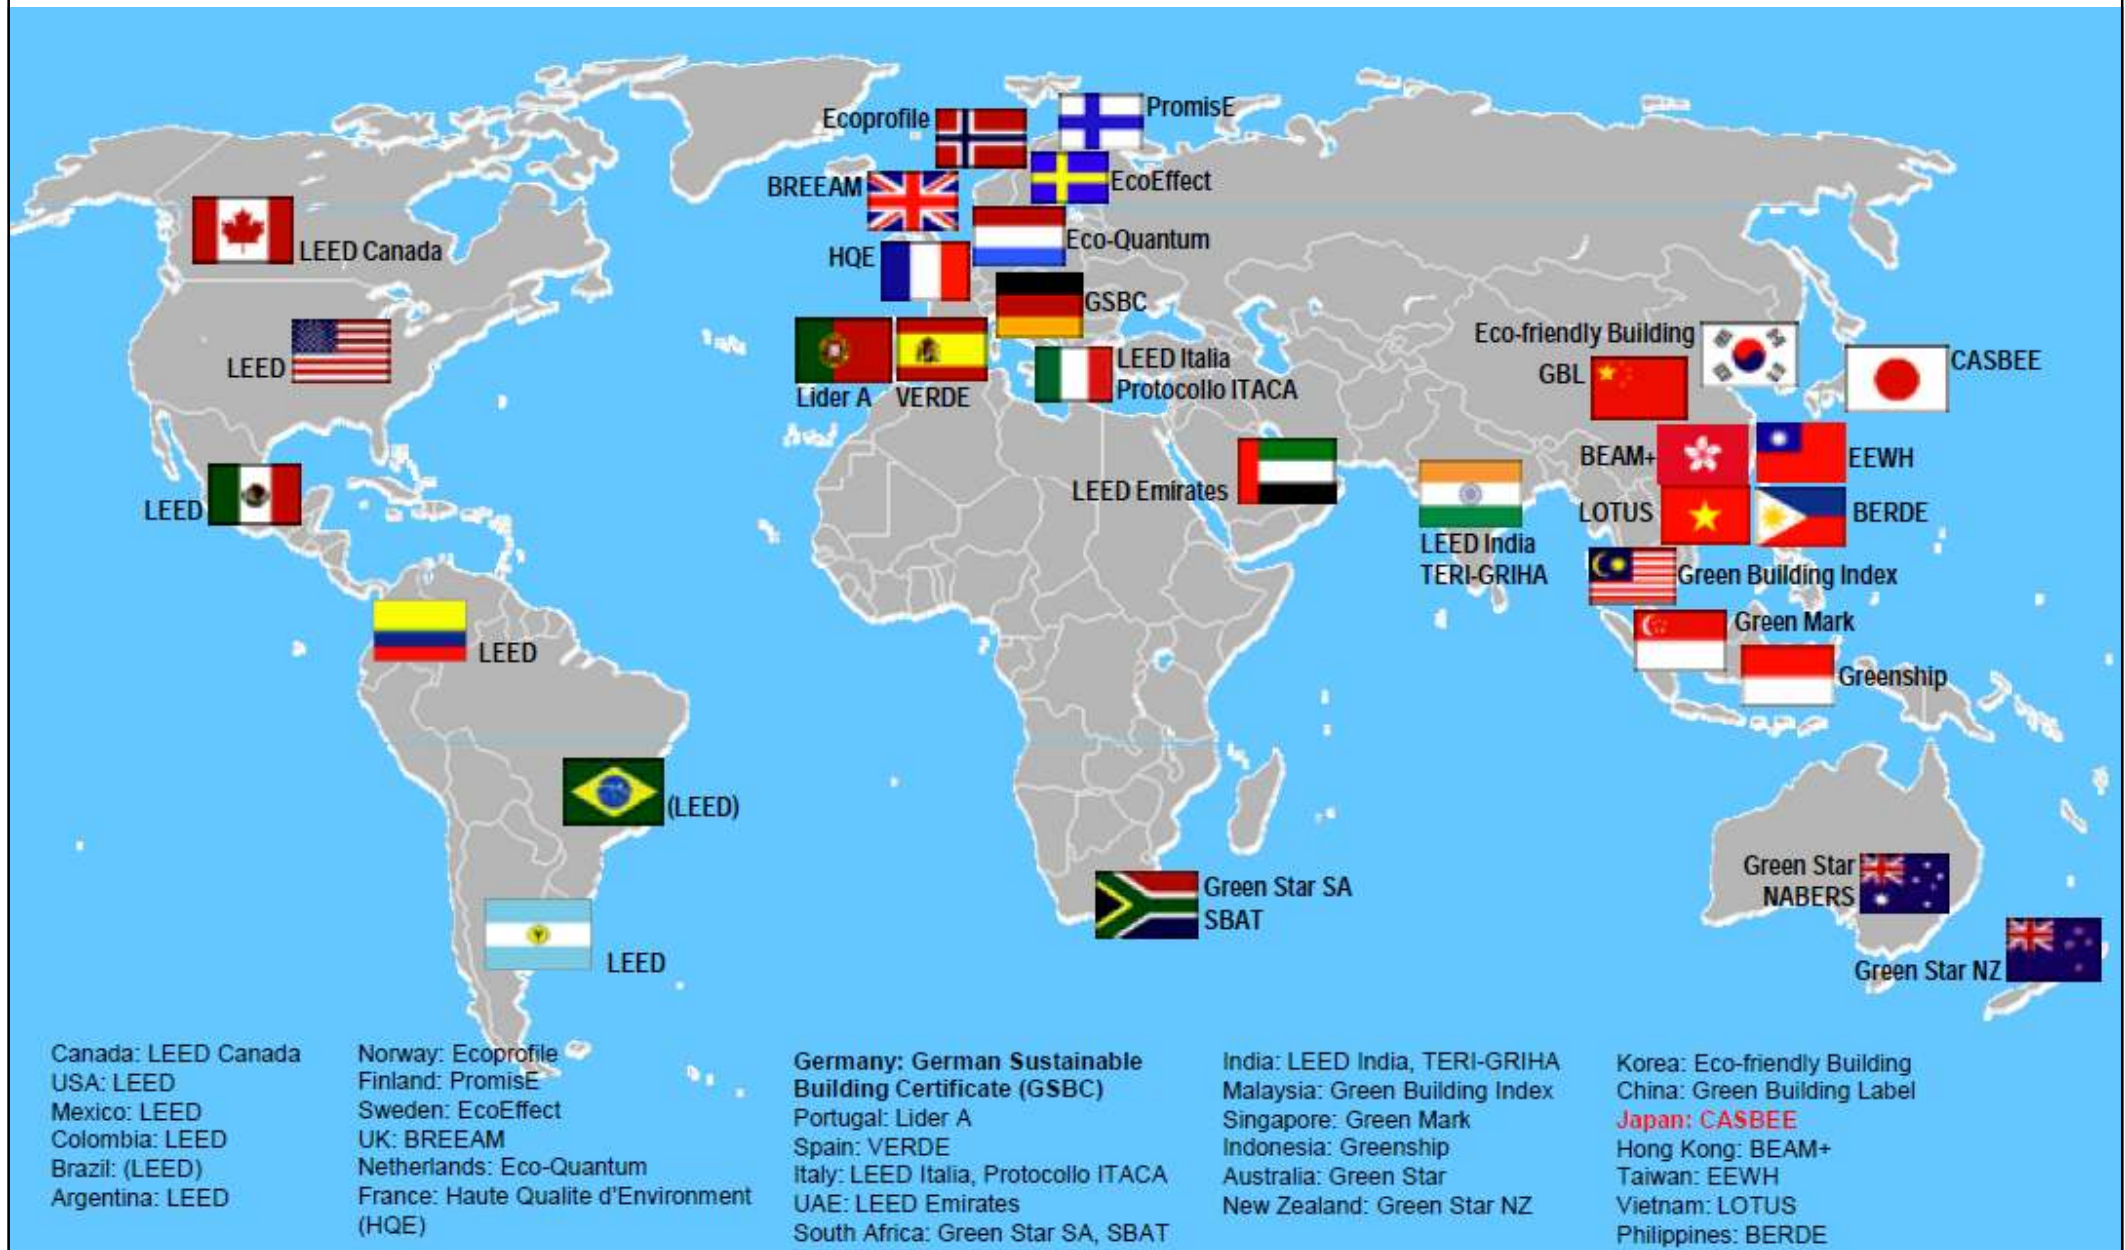 Ecoprofile
PromisE
BREEAM
EcoEffect
LEED Canada
HQE
Eco-Quantum
GSBC
LEED
Lider A
VERDE
LEED Italia
Protocollo ITACA
Eco-friendly Building
GBL
CASBEE
LEED
LEED Emirates
LEED India
TERI-GRIHA
BEAM+
EEWH
LOTUS
BERDE
Green Building Index
Green Mark
Greenship
LEED
(LEED)
LEED
Green Star SA
SBAT
Green Star
NABERS
Green Star NZ
Canada: LEED Canada
USA: LEED
Mexico: LEED
Colombia: LEED
Brazil: (LEED)
Argentina: LEED
Norway: Ecoprofile
Finland: PromisE
Sweden: EcoEffect
UK: BREEAM
Netherlands: Eco-Quantum
France: Haute Qualite d'Environment
(HQE)
Germany: German Sustainable
Building Certificate (GSBC)
Portugal: Lider A
Spain: VERDE
Italy: LEED Italia, Protocollo ITACA
UAE: LEED Emirates
South Africa: Green Star SA, SBAT
India: LEED India, TERI-GRIHA
Malaysia: Green Building Index
Singapore: Green Mark
Indonesia: Greenship
Australia: Green Star
New Zealand: Green Star NZ
Korea: Eco-friendly Building
China: Green Building Label
Japan: CASBEE
Hong Kong: BEAM+
Taiwan: EEWH
Vietnam: LOTUS
Philippines: BERDE